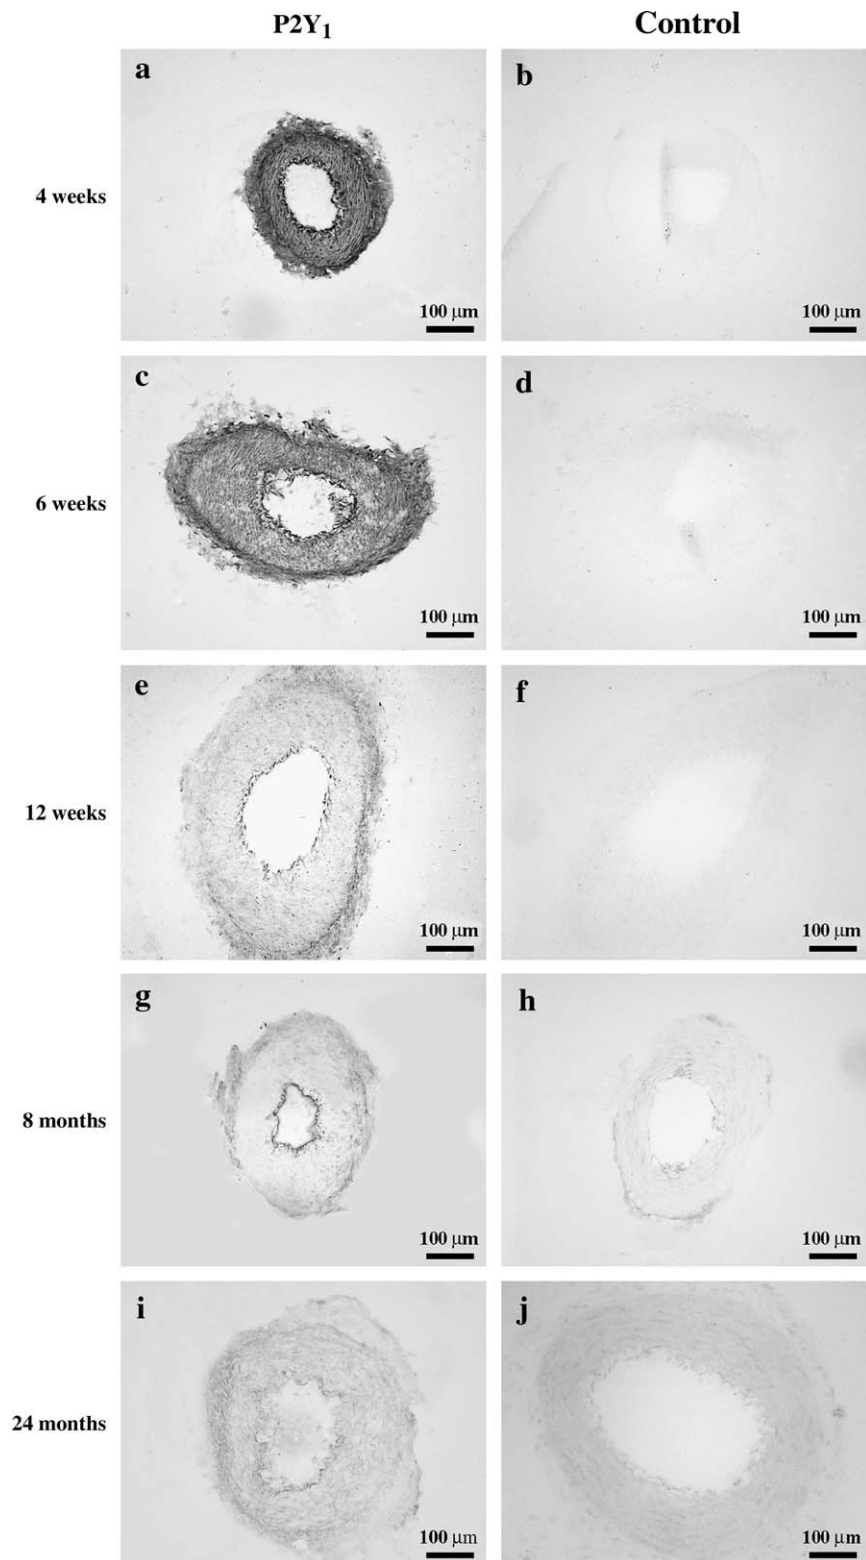 P2Y₁ Control
a b
4 weeks
100 μm 100 μm
c d
6 weeks
100 μm 100 μm
e f
12 weeks
100 μm 100 μm
g h
8 months
100 μm 100 μm
i j
24 months
100 μm 100 μm